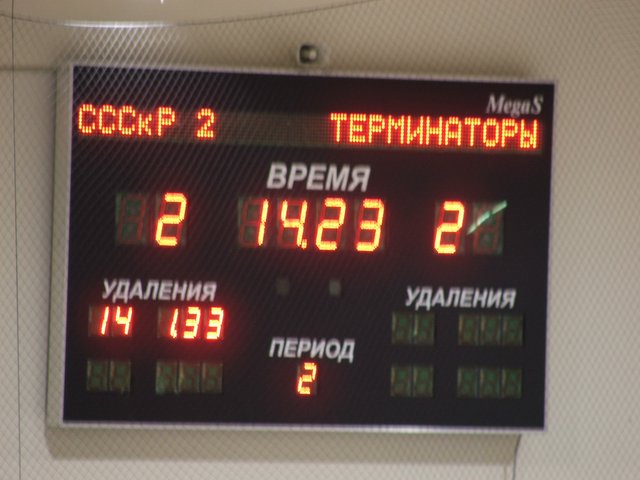 MegaS
СССкР 2 ТЕРМИНАТОРЫ
ВРЕМЯ
2 14.23 2
УДАЛЕНИЯ УДАЛЕНИЯ
14 1.33
ПЕРИОД
2